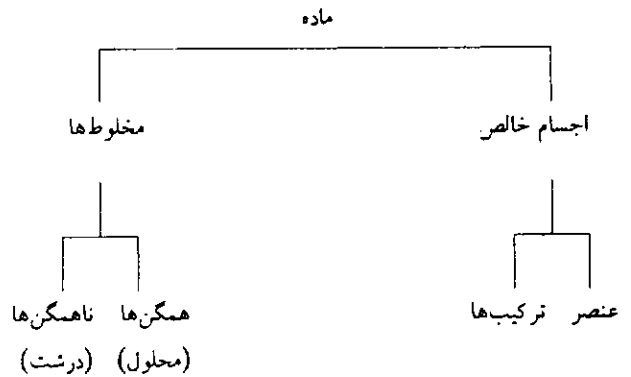 ماده
اجسام خالص مخلوط‌ها
عنصر ترکیب‌ها همگن‌ها ناهمگن‌ها
(محلول) (درشت)